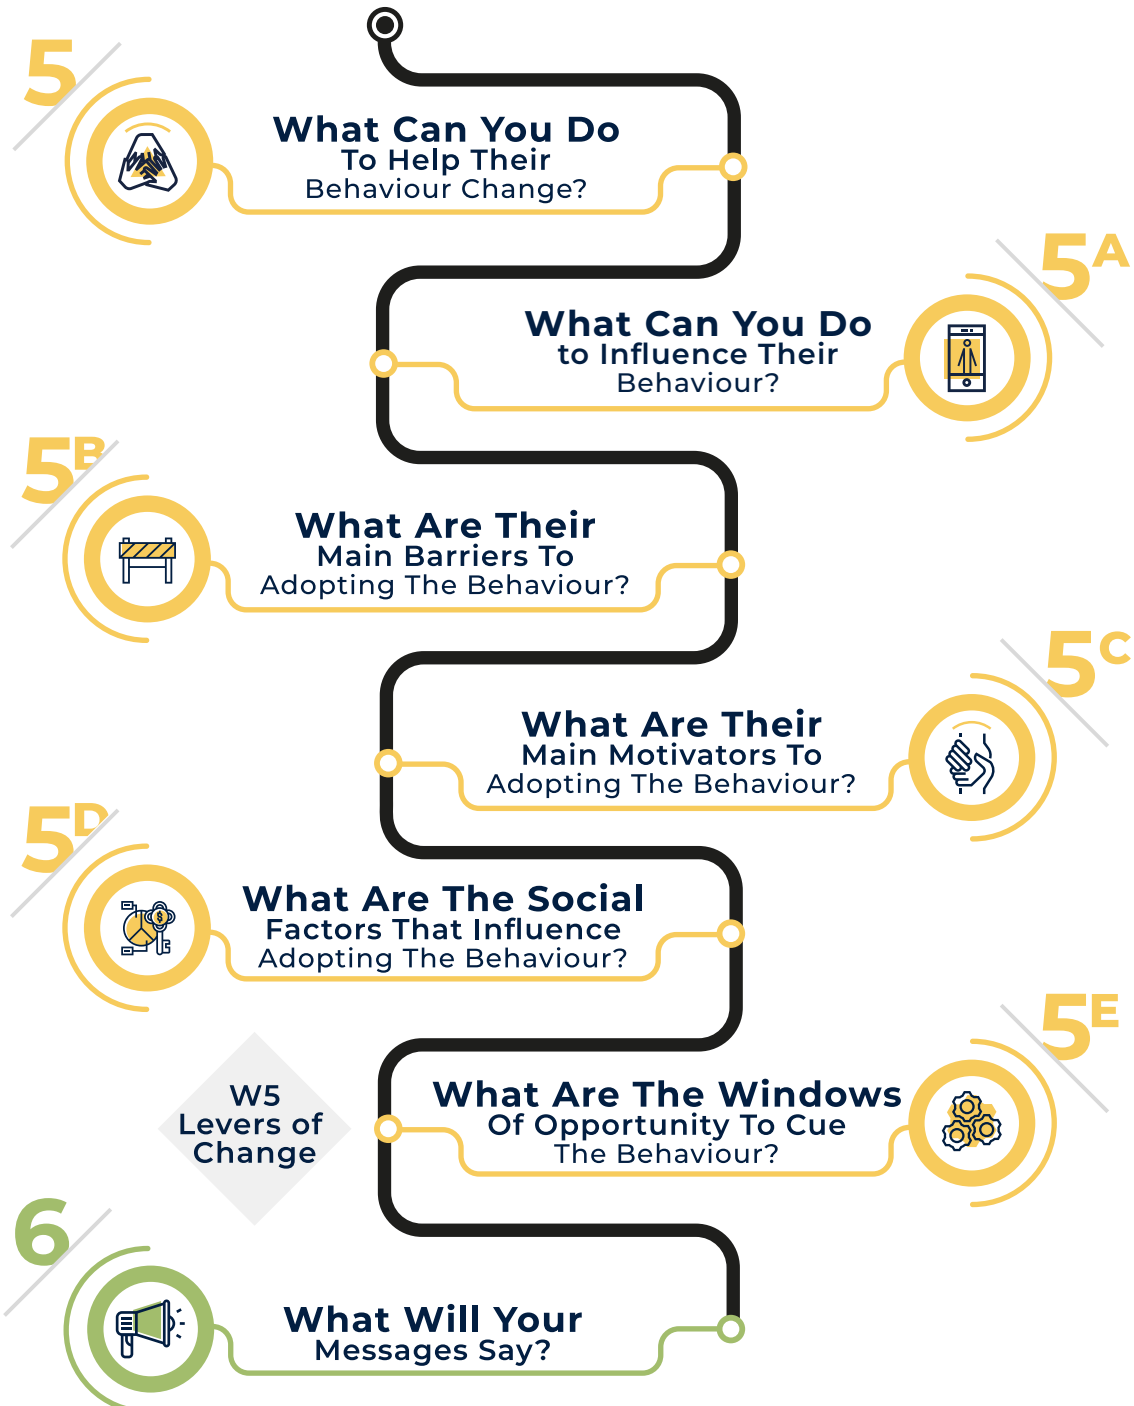 5
What Can You Do
To Help Their
Behaviour Change?
5A
What Can You Do
to Influence Their
Behaviour?
5B
What Are Their
Main Barriers To
Adopting The Behaviour?
5C
What Are Their
Main Motivators To
Adopting The Behaviour?
5D
What Are The Social
Factors That Influence
Adopting The Behaviour?
5E
What Are The Windows
Of Opportunity To Cue
The Behaviour?
W5
Levers of
Change
6
What Will Your
Messages Say?